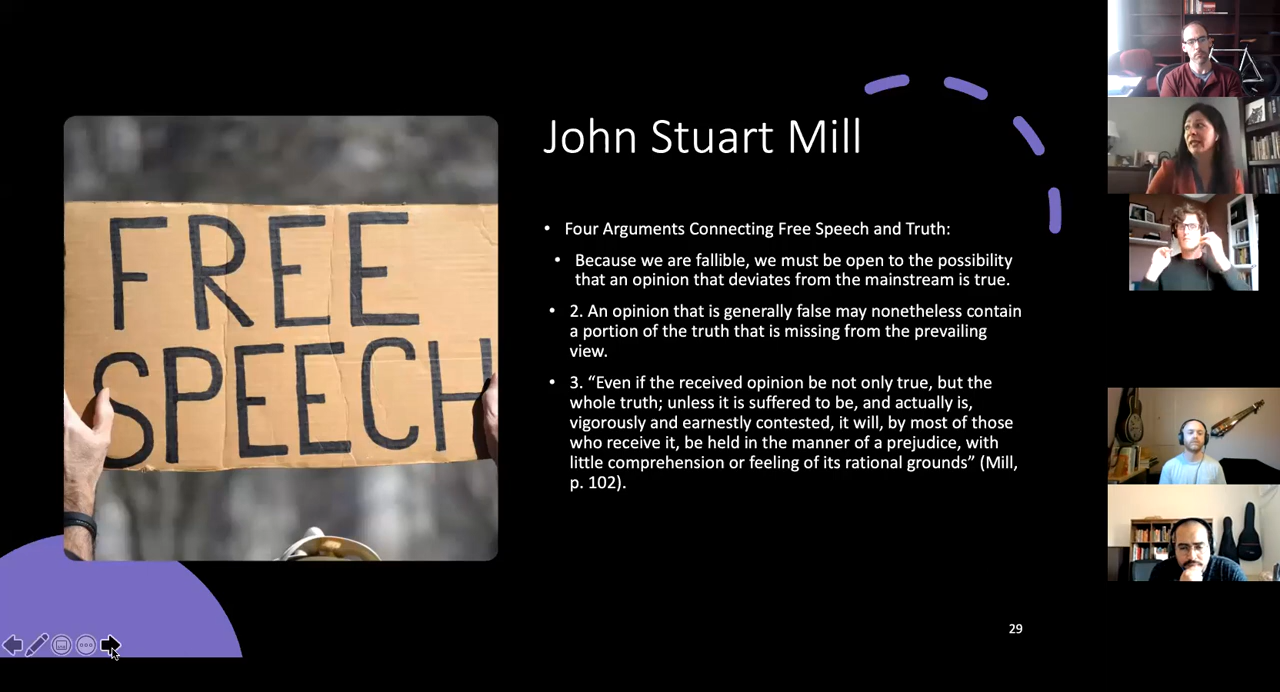 FREE
SPEECH
John Stuart Mill
• Four Arguments Connecting Free Speech and Truth:
• Because we are fallible, we must be open to the possibility
that an opinion that deviates from the mainstream is true.
• 2. An opinion that is generally false may nonetheless contain
a portion of the truth that is missing from the prevailing
view.
• 3. “Even if the received opinion be not only true, but the
whole truth; unless it is suffered to be, and actually is,
vigorously and earnestly contested, it will, by most of those
who receive it, be held in the manner of a prejudice, with
little comprehension or feeling of its rational grounds” (Mill,
p. 102).
29